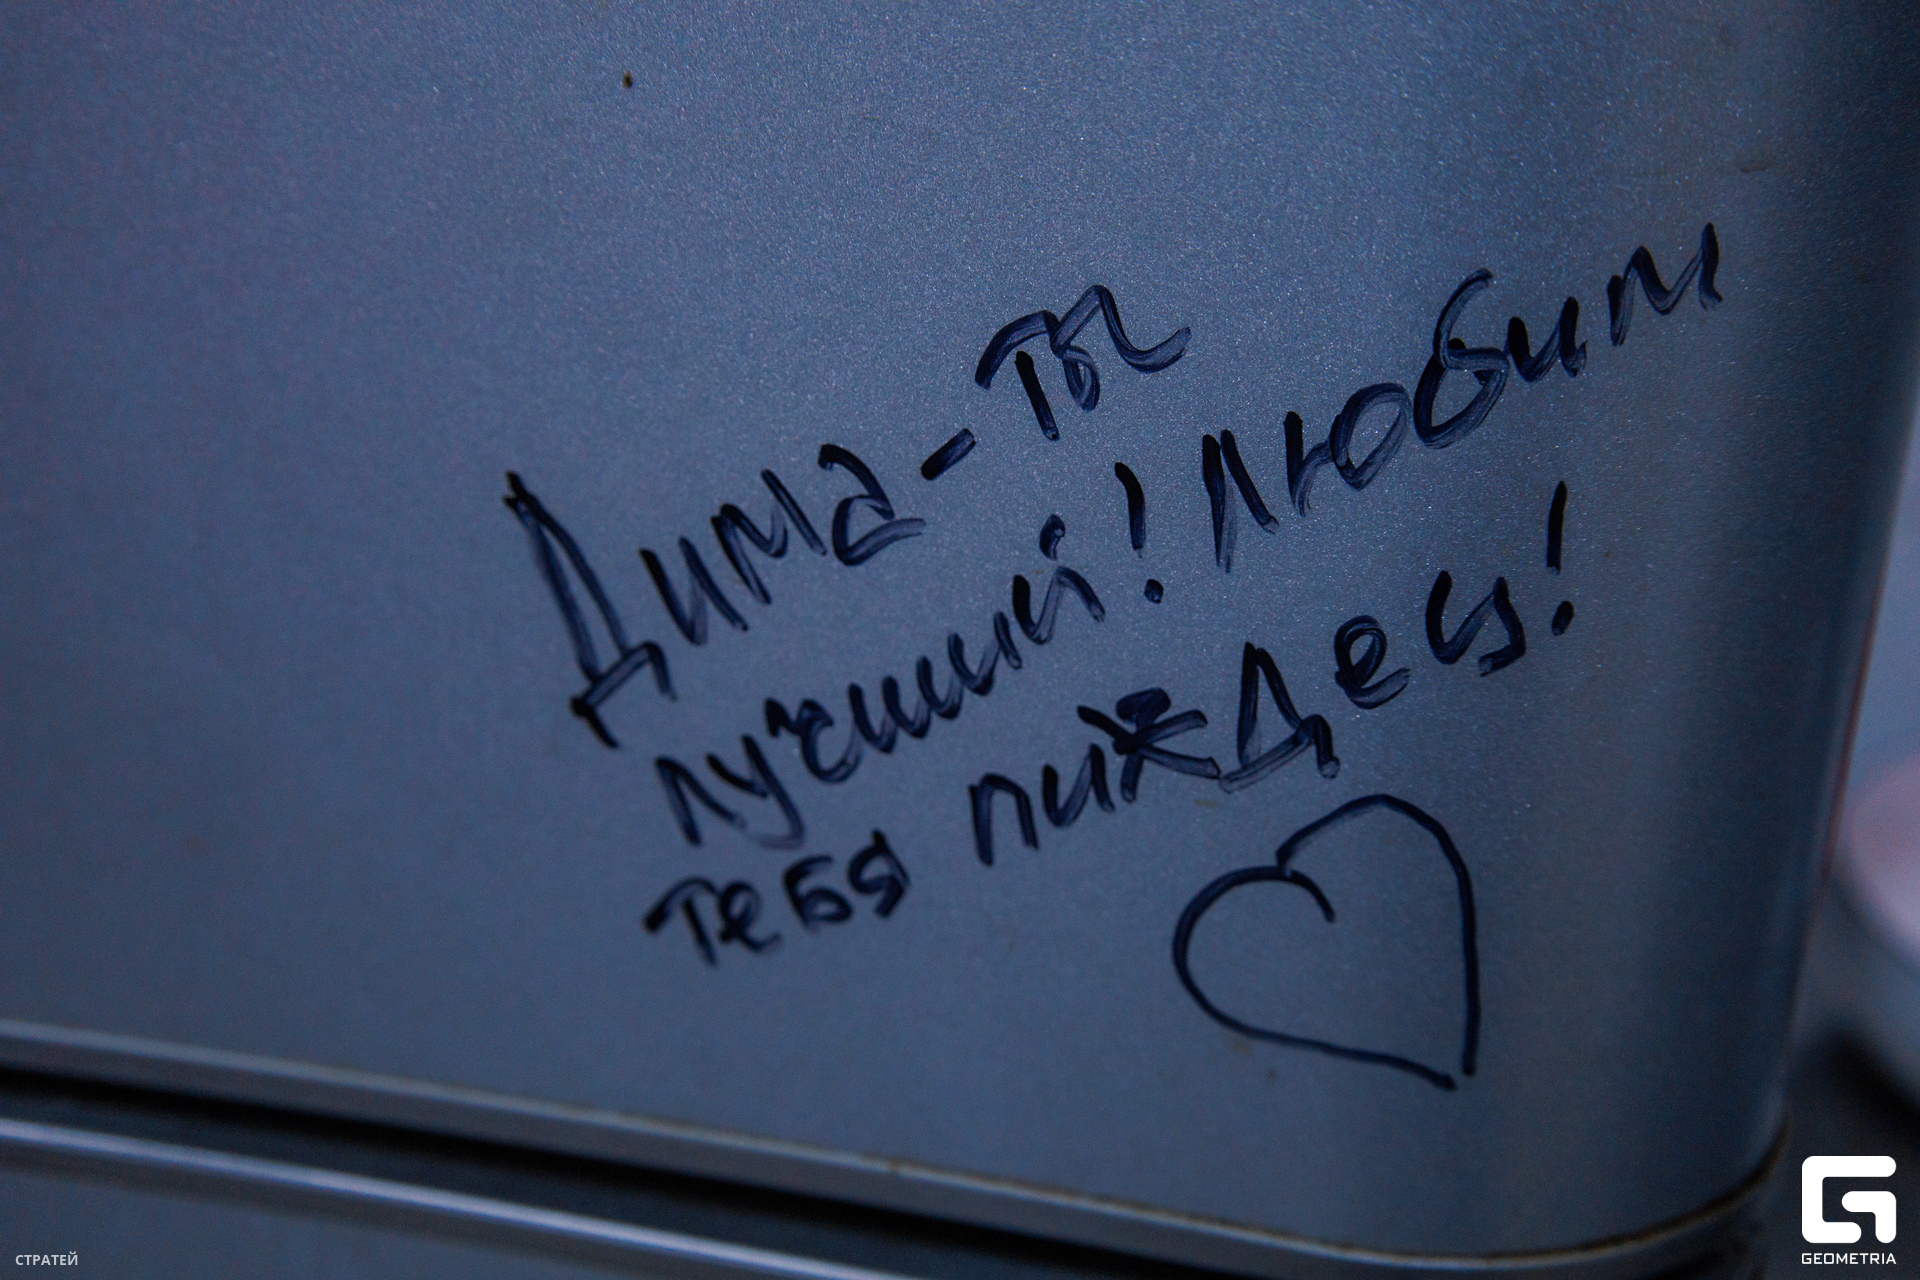 Дима - ты
лучший! Любим
тебя пиждец!
СТРАТЕЙ
GEOMETRIA